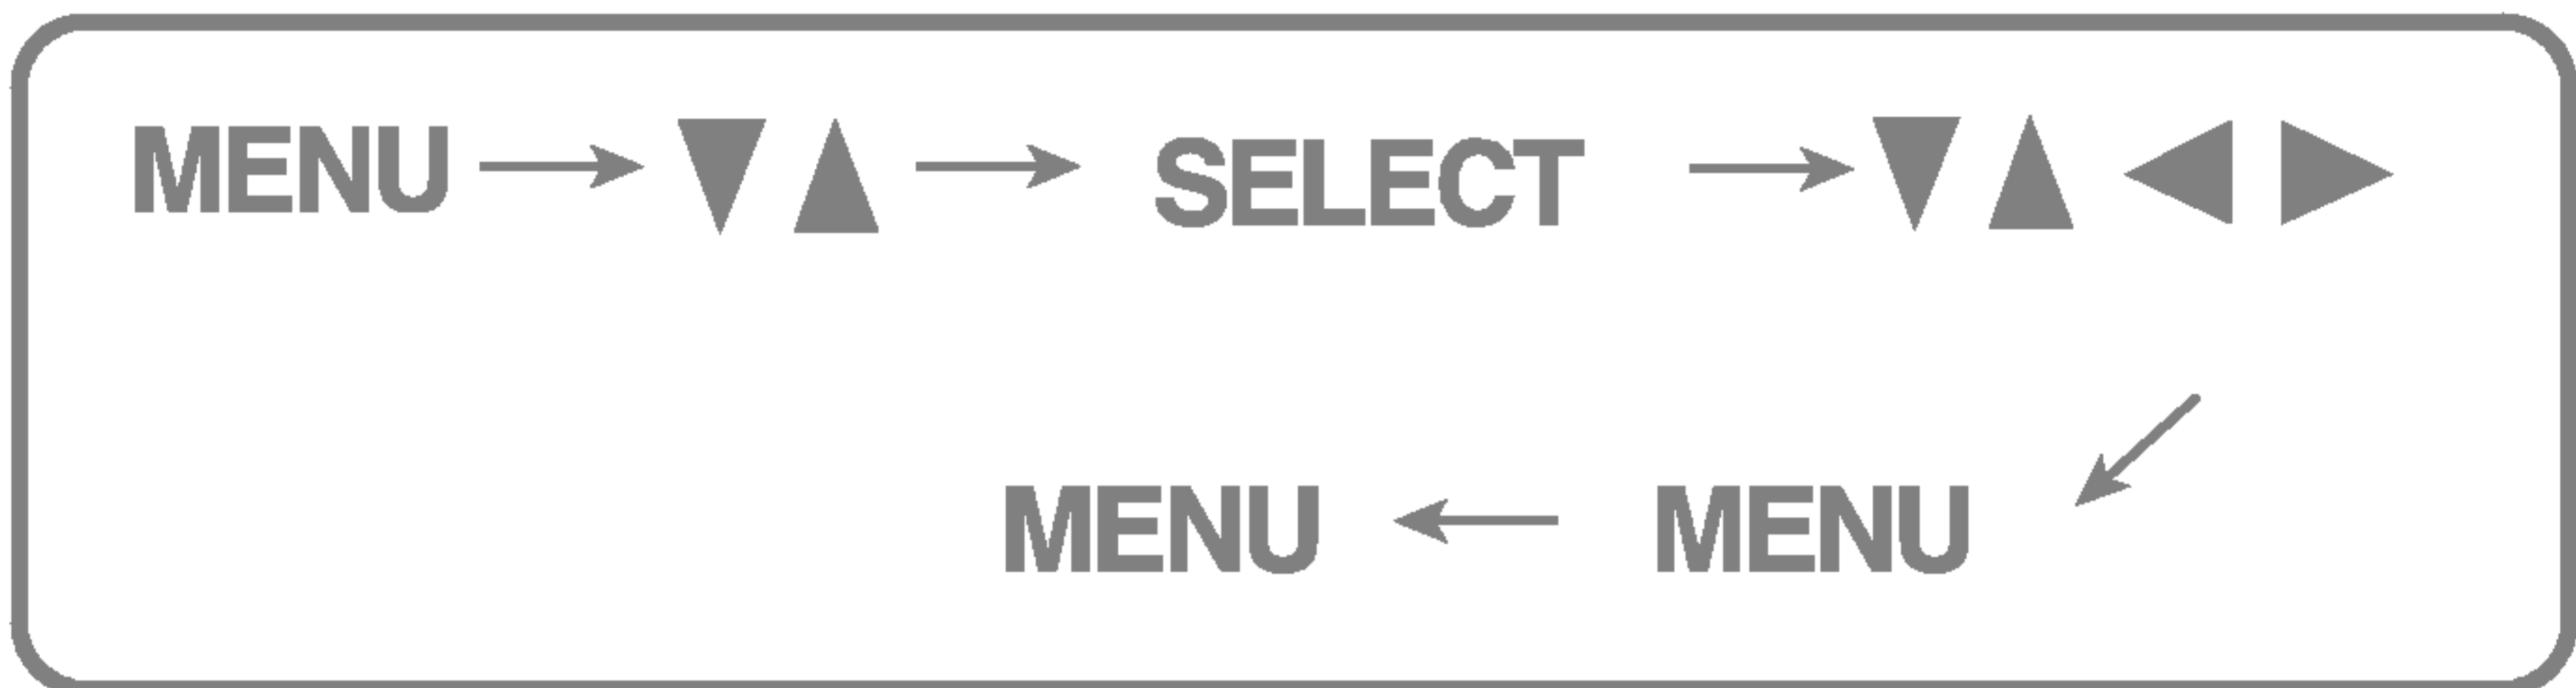 MENU → ▼▲ → SELECT → ▼▲◀▶
MENU ← MENU